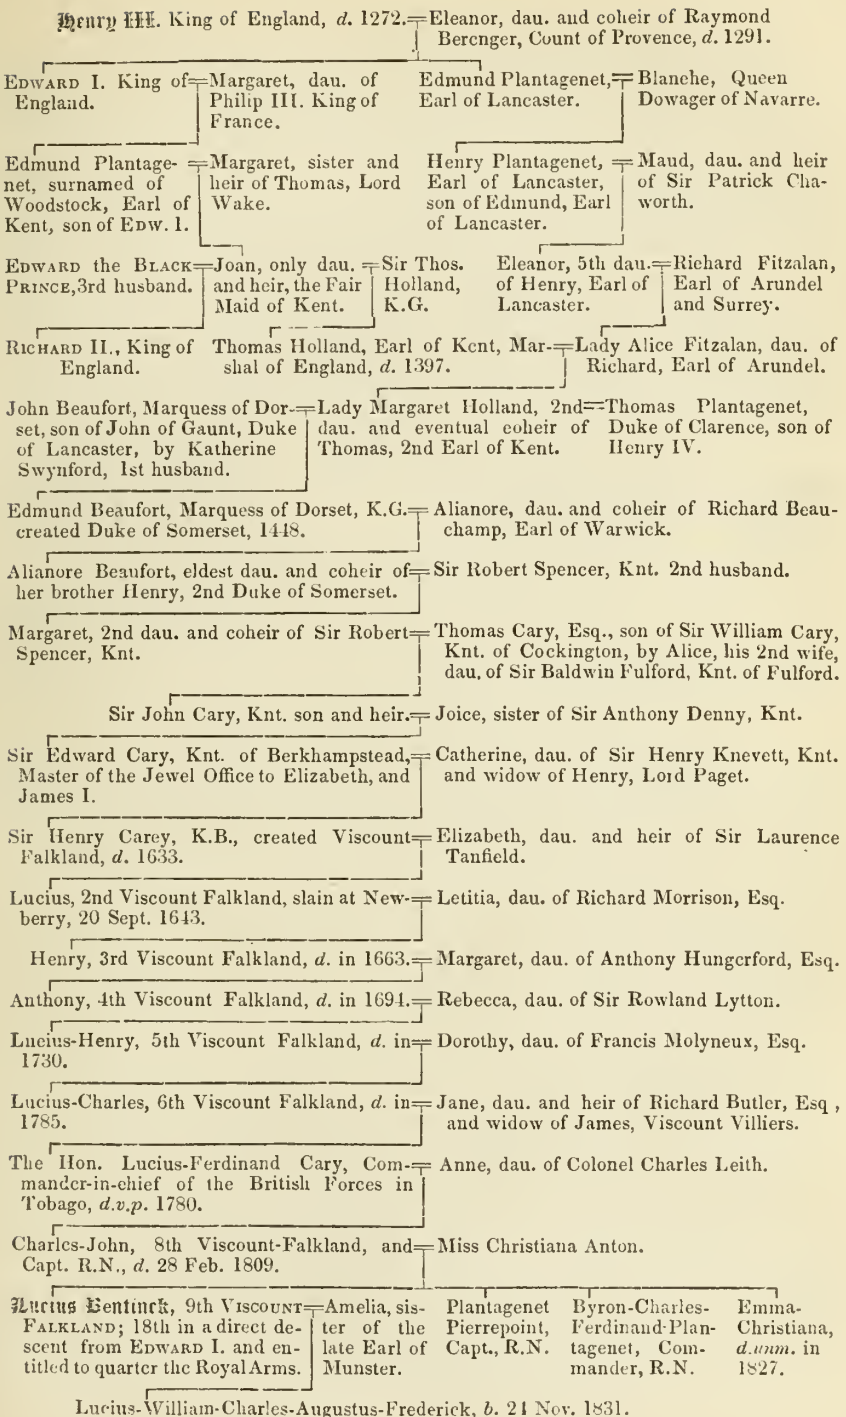 Henry III. King of England, d. 1272.=Eleanor, dau. and coheir of Raymond
Berenger, Count of Provence, d. 1291.
EDWARD I. King of=Margaret, dau. of
England. Philip III. King of
France.
Edmund Plantagenet,=Blanche, Queen
Earl of Lancaster. Dowager of Navarre.
Edmund Plantage-=Margaret, sister and
net, surnamed of heir of Thomas, Lord
Woodstock, Earl of Wake.
Kent, son of EDW. I.
Henry Plantagenet,=Maud, dau. and heir
Earl of Lancaster, of Sir Patrick Cha-
son of Edmund, Earl worth.
of Lancaster.
EDWARD the BLACK=Joan, only dau.=Sir Thos.
PRINCE, 3rd husband. and heir, the Fair Holland,
Maid of Kent. K.G.
Eleanor, 5th dau.=Richard Fitzalan,
of Henry, Earl of Earl of Arundel
Lancaster. and Surrey.
RICHARD II., King of
England.
Thomas Holland, Earl of Kent, Mar-=Lady Alice Fitzalan, dau. of
shal of England, d. 1397. Richard, Earl of Arundel.
John Beaufort, Marquess of Dor-=Lady Margaret Holland, 2nd=Thomas Plantagenet,
set, son of John of Gaunt, Duke dau. and eventual coheir of Duke of Clarence, son of
of Lancaster, by Katherine Thomas, 2nd Earl of Kent. Henry IV.
Swynford, 1st husband.
Edmund Beaufort, Marquess of Dorset, K.G.=Alianore, dau. and coheir of Richard Beau-
created Duke of Somerset, 1448. champ, Earl of Warwick.
Alianore Beaufort, eldest dau. and coheir of=Sir Robert Spencer, Knt. 2nd husband.
her brother Henry, 2nd Duke of Somerset.
Margaret, 2nd dau. and coheir of Sir Robert=Thomas Cary, Esq., son of Sir William Cary,
Spencer, Knt. Knt. of Cockington, by Alice, his 2nd wife,
dau. of Sir Baldwin Fulford, Knt. of Fulford.
Sir John Cary, Knt. son and heir.=Joice, sister of Sir Anthony Denny, Knt.
Sir Edward Cary, Knt. of Berkhampstead,=Catherine, dau. of Sir Henry Knevett, Knt.
Master of the Jewel Office to Elizabeth, and and widow of Henry, Lord Paget.
James I.
Sir Henry Carey, K.B., created Viscount=Elizabeth, dau. and heir of Sir Laurence
Falkland, d. 1633. Tanfield.
Lucius, 2nd Viscount Falkland, slain at New-=Letitia, dau. of Richard Morrison, Esq.
berry, 20 Sept. 1643.
Henry, 3rd Viscount Falkland, d. in 1663.=Margaret, dau. of Anthony Hungerford, Esq.
Anthony, 4th Viscount Falkland, d. in 1694.=Rebecca, dau. of Sir Rowland Lytton.
Lucius-Henry, 5th Viscount Falkland, d. in=Dorothy, dau. of Francis Molyneux, Esq.
1730.
Lucius-Charles, 6th Viscount Falkland, d. in=Jane, dau. and heir of Richard Butler, Esq ,
1785. and widow of James, Viscount Villiers.
The Hon. Lucius-Ferdinand Cary, Com-=Anne, dau. of Colonel Charles Leith.
mander-in-chief of the British Forces in
Tobago, d.v.p. 1780.
Charles-John, 8th Viscount-Falkland, and=Miss Christiana Anton.
Capt. R.N., d. 28 Feb. 1809.
Lucius Bentinck, 9th VISCOUNT=Amelia, sis-
FALKLAND; 18th in a direct de- ter of the
scent from EDWARD I. and en- late Earl of
titled to quarter the Royal Arms. Munster.
Plantagenet
Pierrepoint,
Capt., R.N.
Byron-Charles-
Ferdinand-Plan-
tagenet, Com-
mander, R.N.
Emma-
Christiana,
d.unm. in
1827.
Lucius-William-Charles-Augustus-Frederick, b. 24 Nov. 1831.